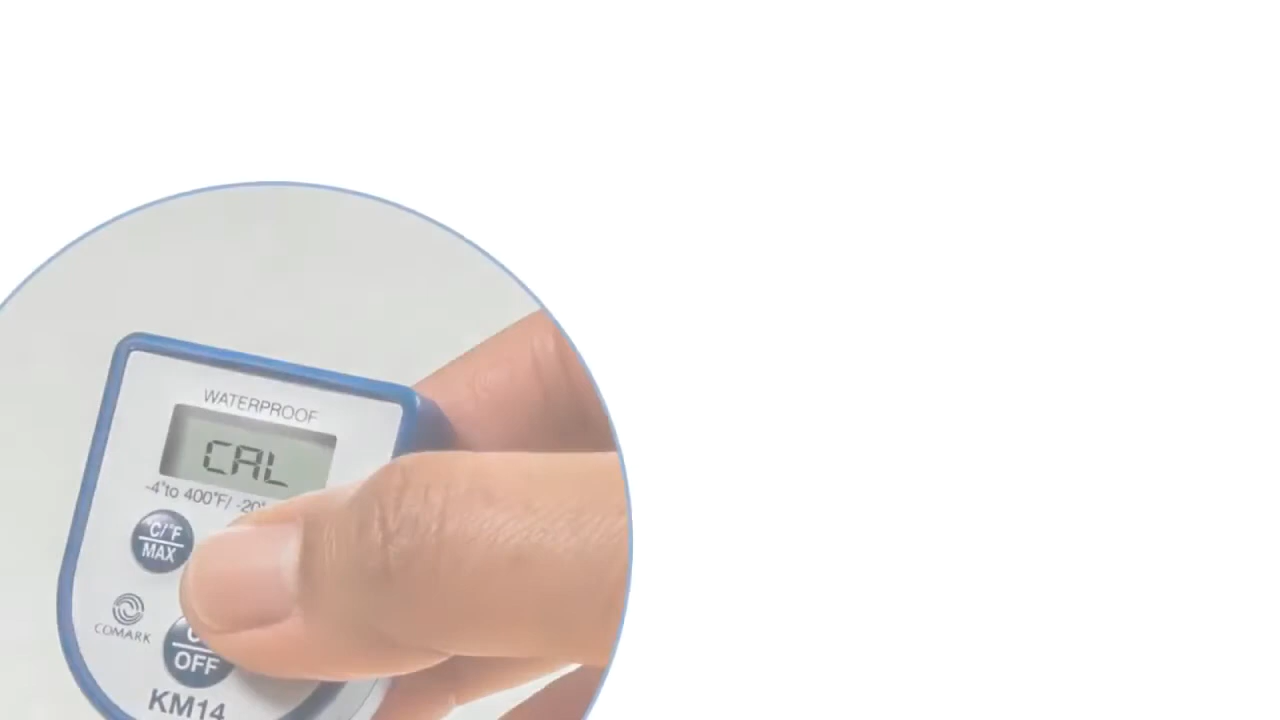 WATERPROOF
CAL
-4°to 400°F/ -20°
°C/°F
MAX
COMARK
OFF
KM14